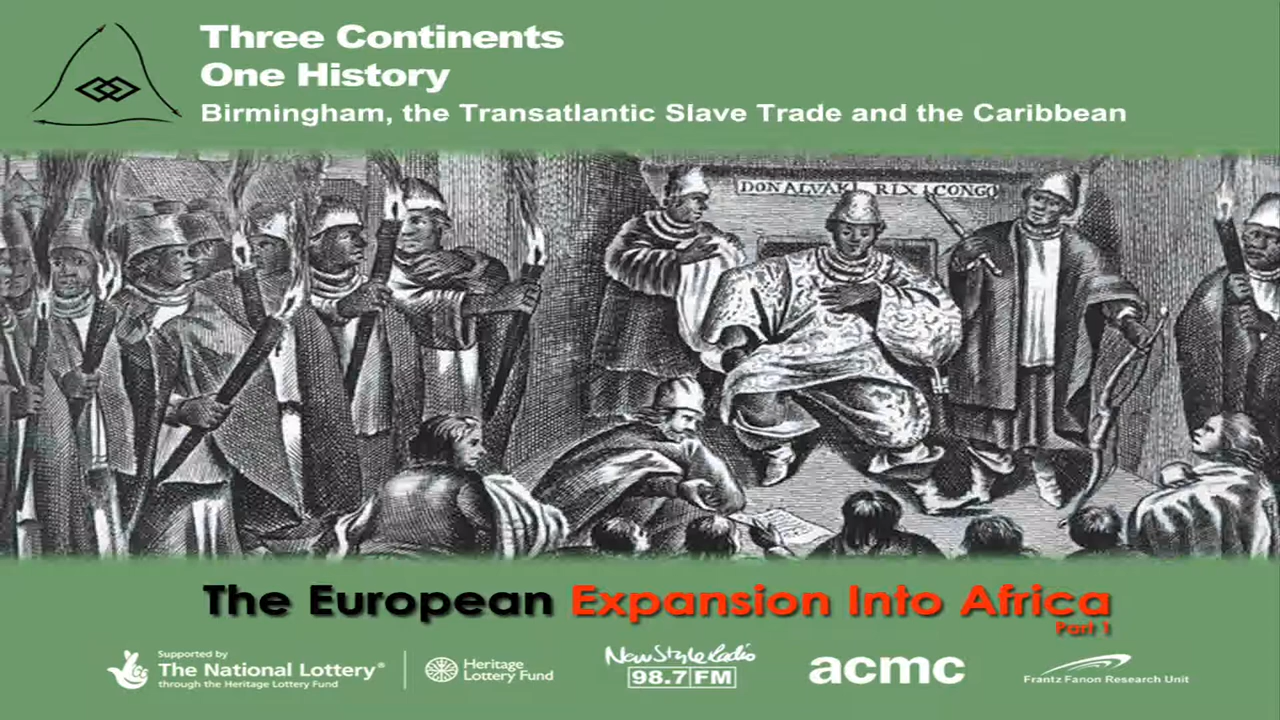 Three Continents
One History
Birmingham, the Transatlantic Slave Trade and the Caribbean
DON ALVAR REX CONGO
The European Expansion Into Africa
Part 1
Supported by
The National Lottery®
through the Heritage Lottery Fund
Heritage
Lottery Fund
New Style Radio
98.7 FM
acmc
Frantz Fanon Research Unit